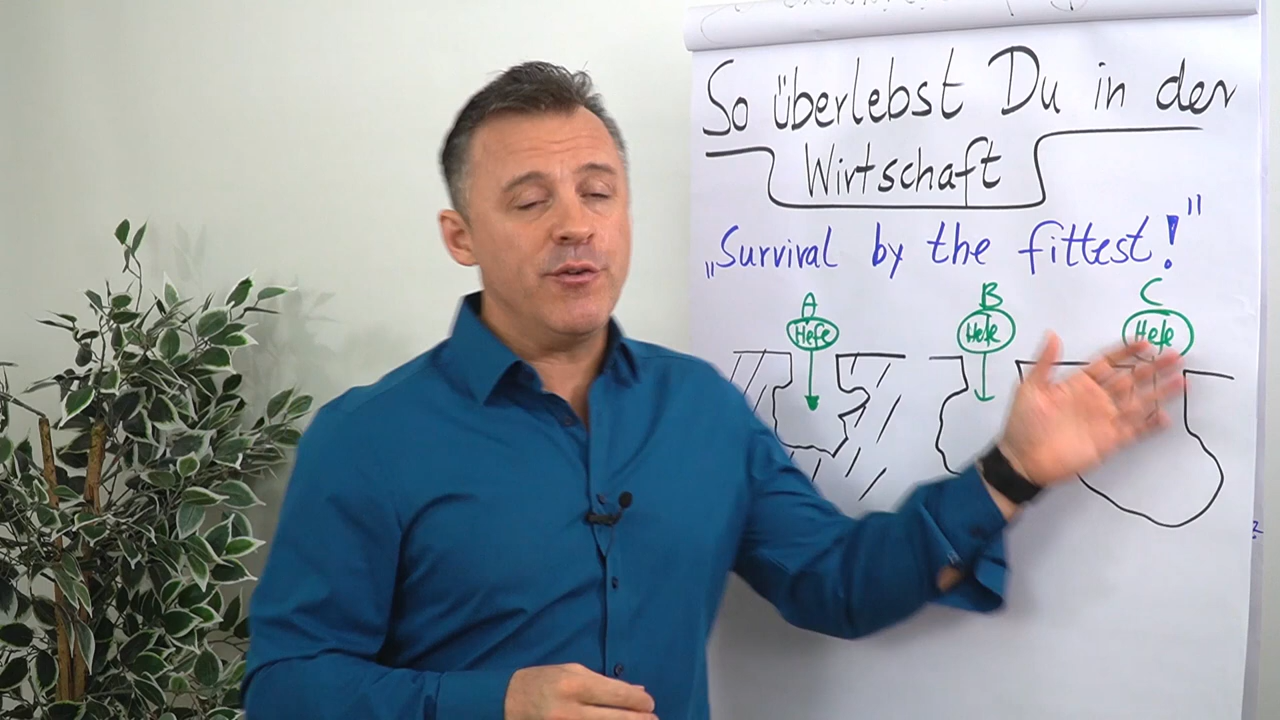 So überlebst Du in der
Wirtschaft
„Survival by the fittest!"
A B C
Hefe Hefe Hefe